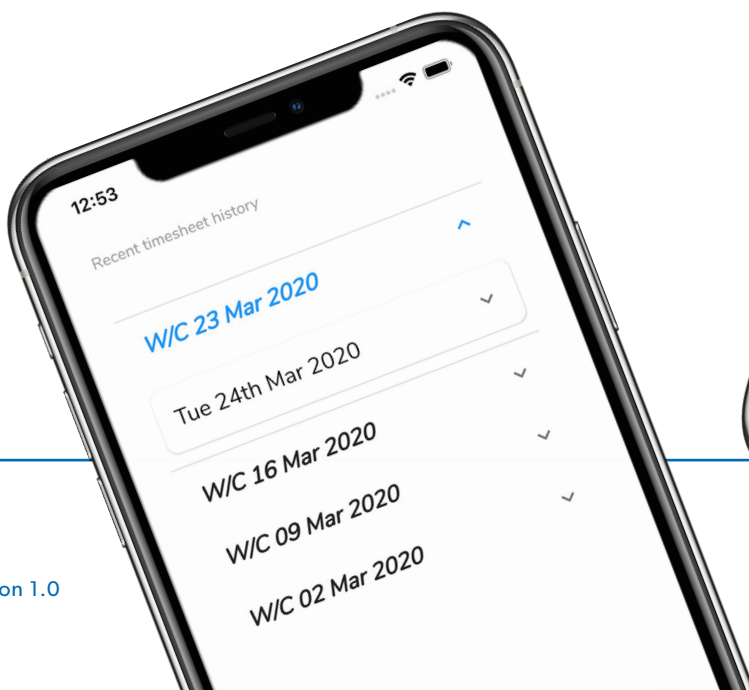 12:53
Recent timesheet history
W/C 23 Mar 2020
Tue 24th Mar 2020
W/C 16 Mar 2020
W/C 09 Mar 2020
W/C 02 Mar 2020
on 1.0